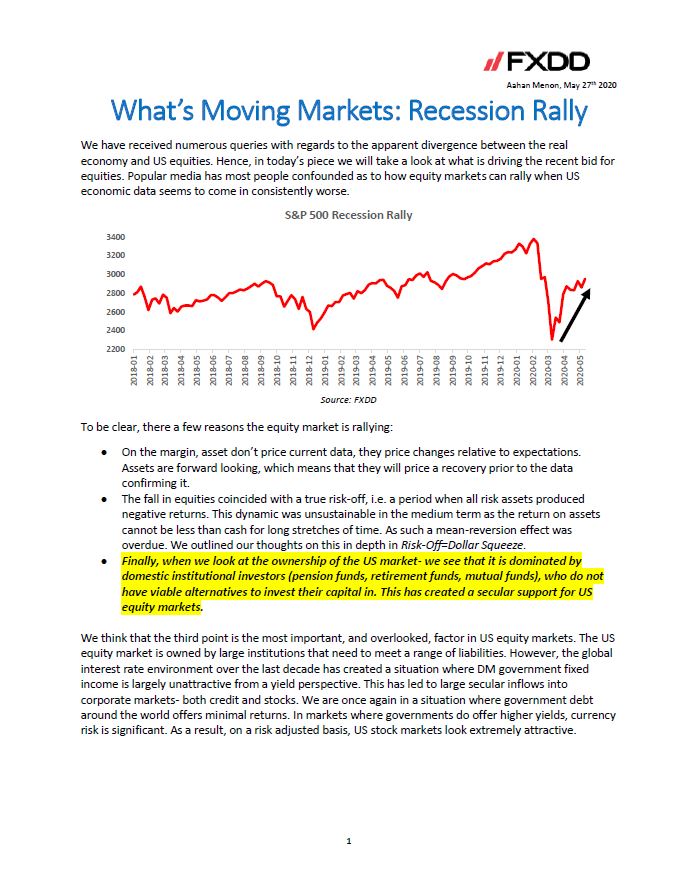 FXDD
Aahan Menon, May 27th 2020
What's Moving Markets: Recession Rally
We have received numerous queries with regards to the apparent divergence between the real
economy and US equities. Hence, in today's piece we will take a look at what is driving the recent bid for
equities. Popular media has most people confounded as to how equity markets can rally when US
economic data seems to come in consistently worse.
S&P 500 Recession Rally
3400
3200
3000
2800
2600
2400
2200
2018-01
2018-02
2018-03
2018-04
2018-05
2018-06
2018-07
2018-08
2018-09
2018-10
2018-11
2018-12
2019-01
2019-02
2019-03
2019-04
2019-05
2019-06
2019-07
2019-08
2019-09
2019-10
2019-11
2019-12
2020-01
2020-02
2020-03
2020-04
2020-05
Source: FXDD
To be clear, there a few reasons the equity market is rallying:
● On the margin, asset don't price current data, they price changes relative to expectations.
Assets are forward looking, which means that they will price a recovery prior to the data
confirming it.
● The fall in equities coincided with a true risk-off, i.e. a period when all risk assets produced
negative returns. This dynamic was unsustainable in the medium term as the return on assets
cannot be less than cash for long stretches of time. As such a mean-reversion effect was
overdue. We outlined our thoughts on this in depth in Risk-Off=Dollar Squeeze.
● Finally, when we look at the ownership of the US market- we see that it is dominated by
domestic institutional investors (pension funds, retirement funds, mutual funds), who do not
have viable alternatives to invest their capital in. This has created a secular support for US
equity markets.
We think that the third point is the most important, and overlooked, factor in US equity markets. The US
equity market is owned by large institutions that need to meet a range of liabilities. However, the global
interest rate environment over the last decade has created a situation where DM government fixed
income is largely unattractive from a yield perspective. This has led to large secular inflows into
corporate markets- both credit and stocks. We are once again in a situation where government debt
around the world offers minimal returns. In markets where governments do offer higher yields, currency
risk is significant. As a result, on a risk adjusted basis, US stock markets look extremely attractive.
1